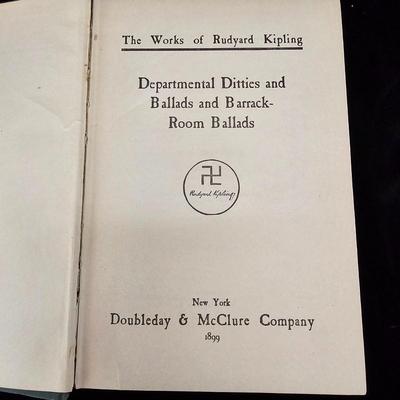 The Works of Rudyard Kipling
Departmental Ditties and
Ballads and Barrack-
Room Ballads
Rudyard Kipling
New York
Doubleday & McClure Company
1899